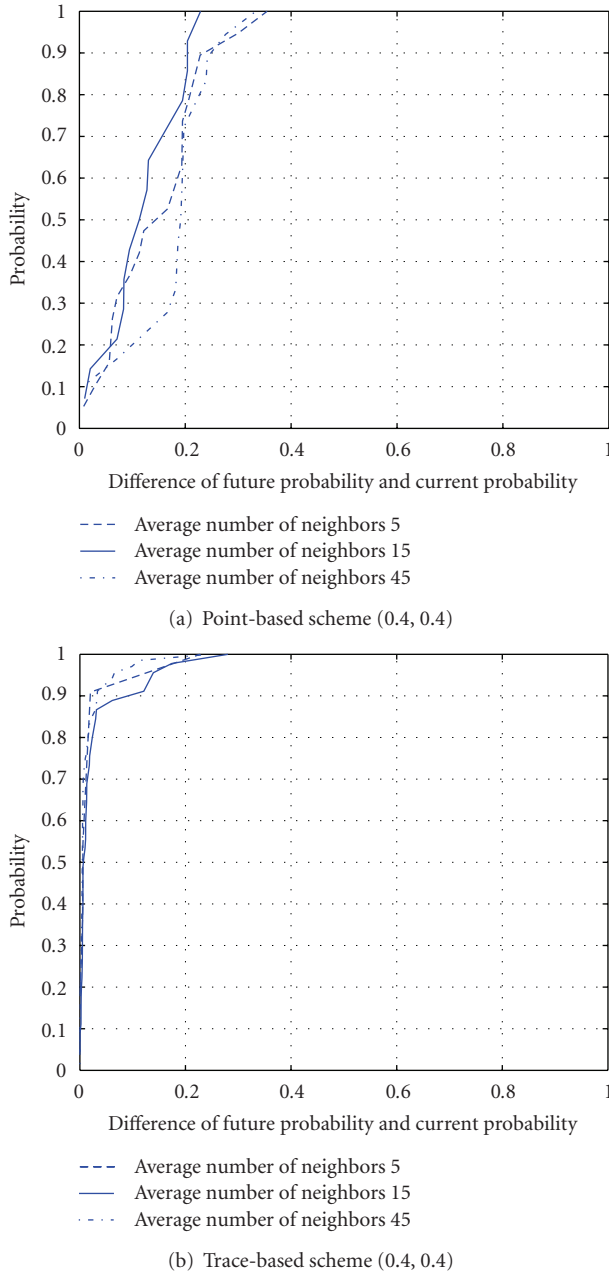 1
0.9
0.8
0.7
0.6
0.5
0.4
0.3
0.2
0.1
0
Probability
0 0.2 0.4 0.6 0.8 1
Difference of future probability and current probability
Average number of neighbors 5
Average number of neighbors 15
Average number of neighbors 45
(a) Point-based scheme (0.4, 0.4)
1
0.9
0.8
0.7
0.6
0.5
0.4
0.3
0.2
0.1
0
Probability
0 0.2 0.4 0.6 0.8 1
Difference of future probability and current probability
Average number of neighbors 5
Average number of neighbors 15
Average number of neighbors 45
(b) Trace-based scheme (0.4, 0.4)